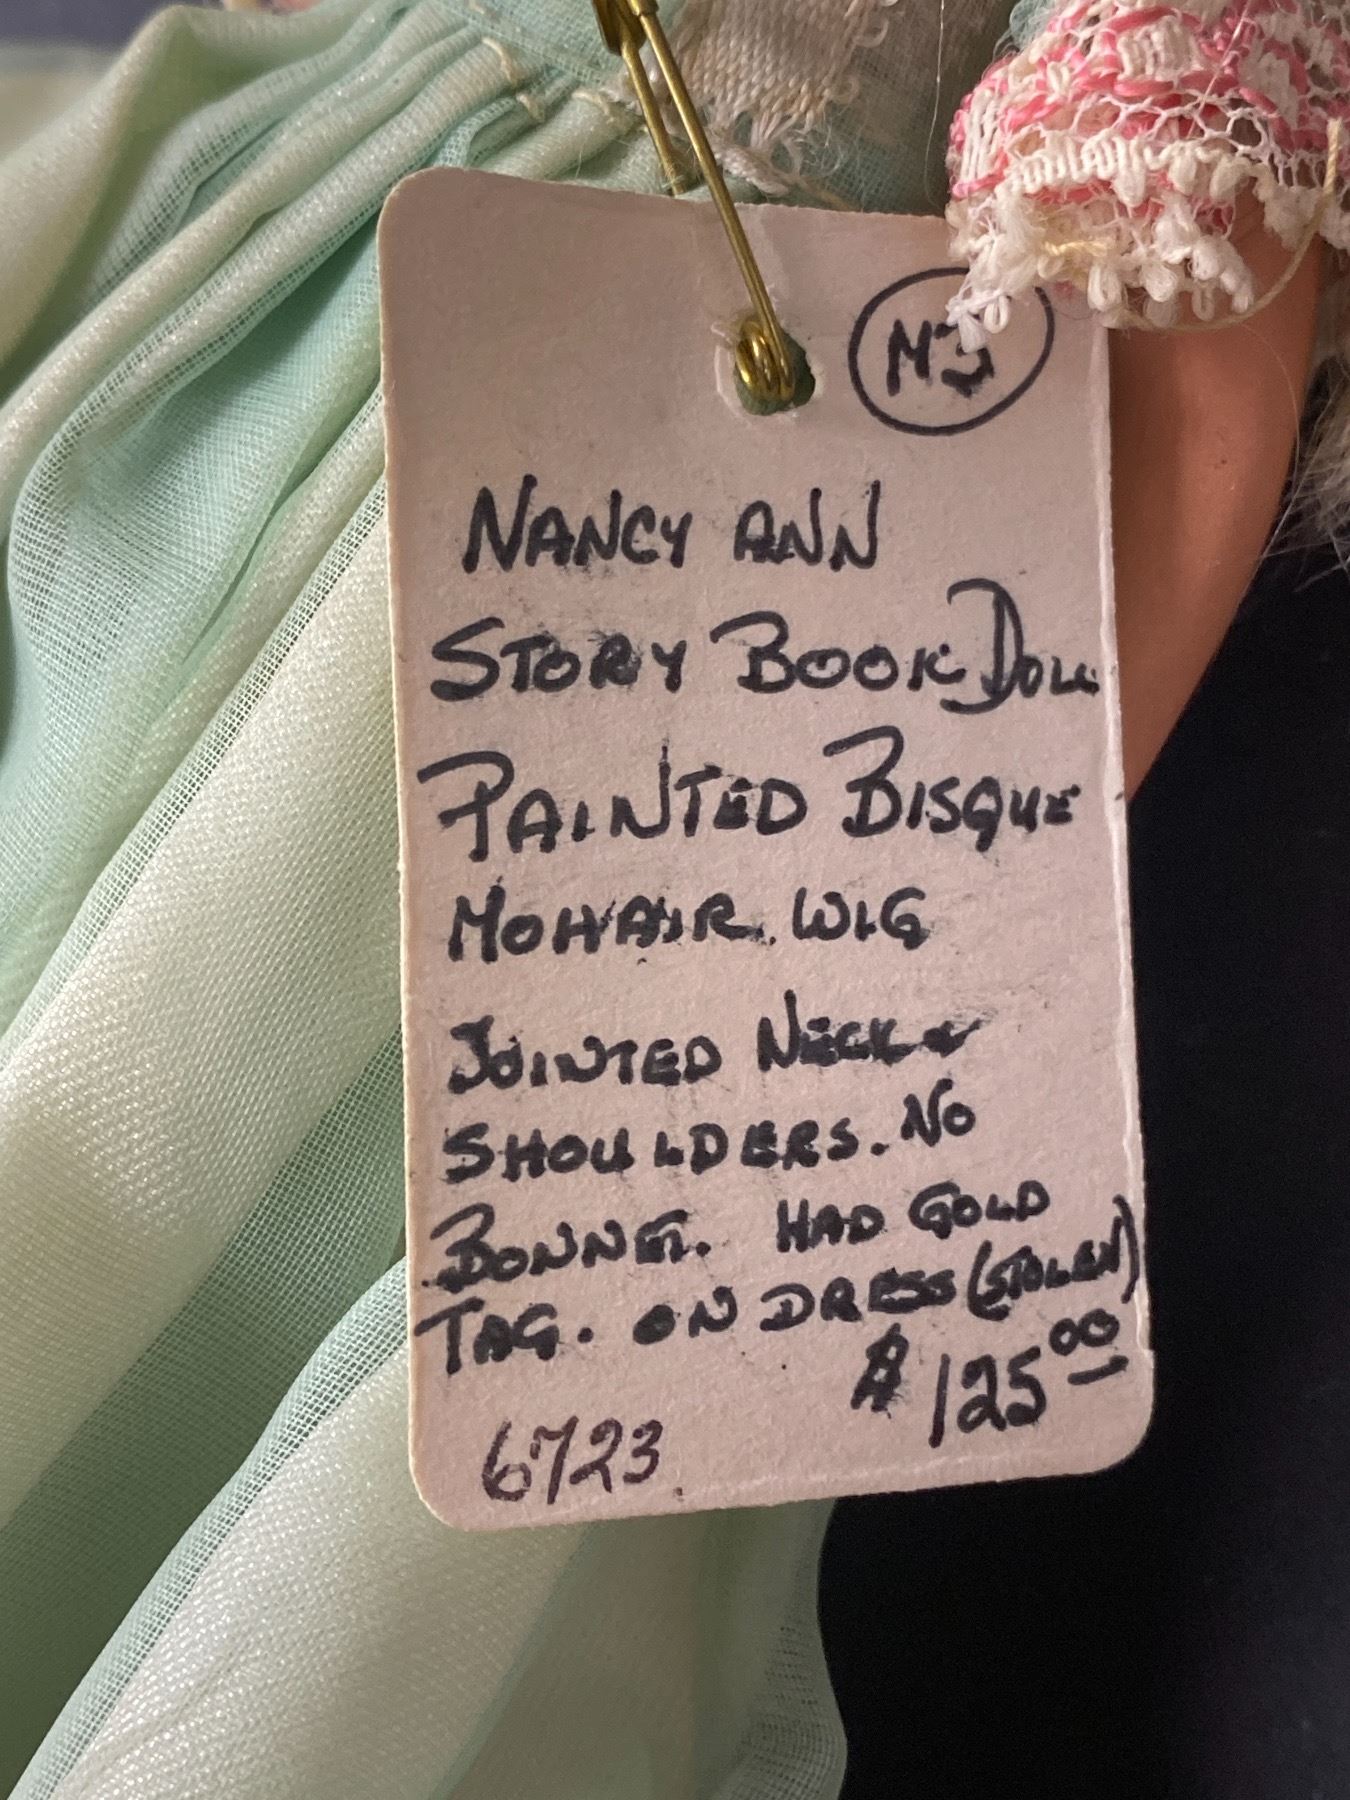 NANCY ANN
STORY BOOK DOLL
PAINTED BISQUE
MOHAIR. WIG
JOINTED NECK &
SHOULDERS. NO
BONNET. HAD GOLD
TAG. ON DRESS (STOLEN)
$125.00
6723